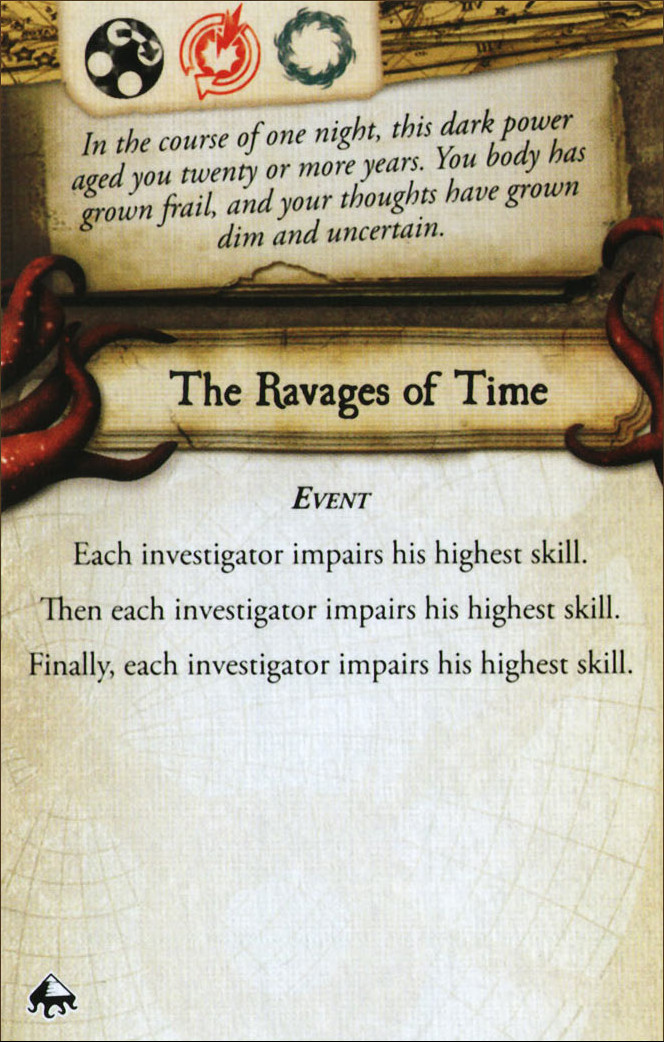 In the course of one night, this dark power
aged you twenty or more years. You body has
grown frail, and your thoughts have grown
dim and uncertain.
The Ravages of Time
Event
Each investigator impairs his highest skill.
Then each investigator impairs his highest skill.
Finally, each investigator impairs his highest skill.